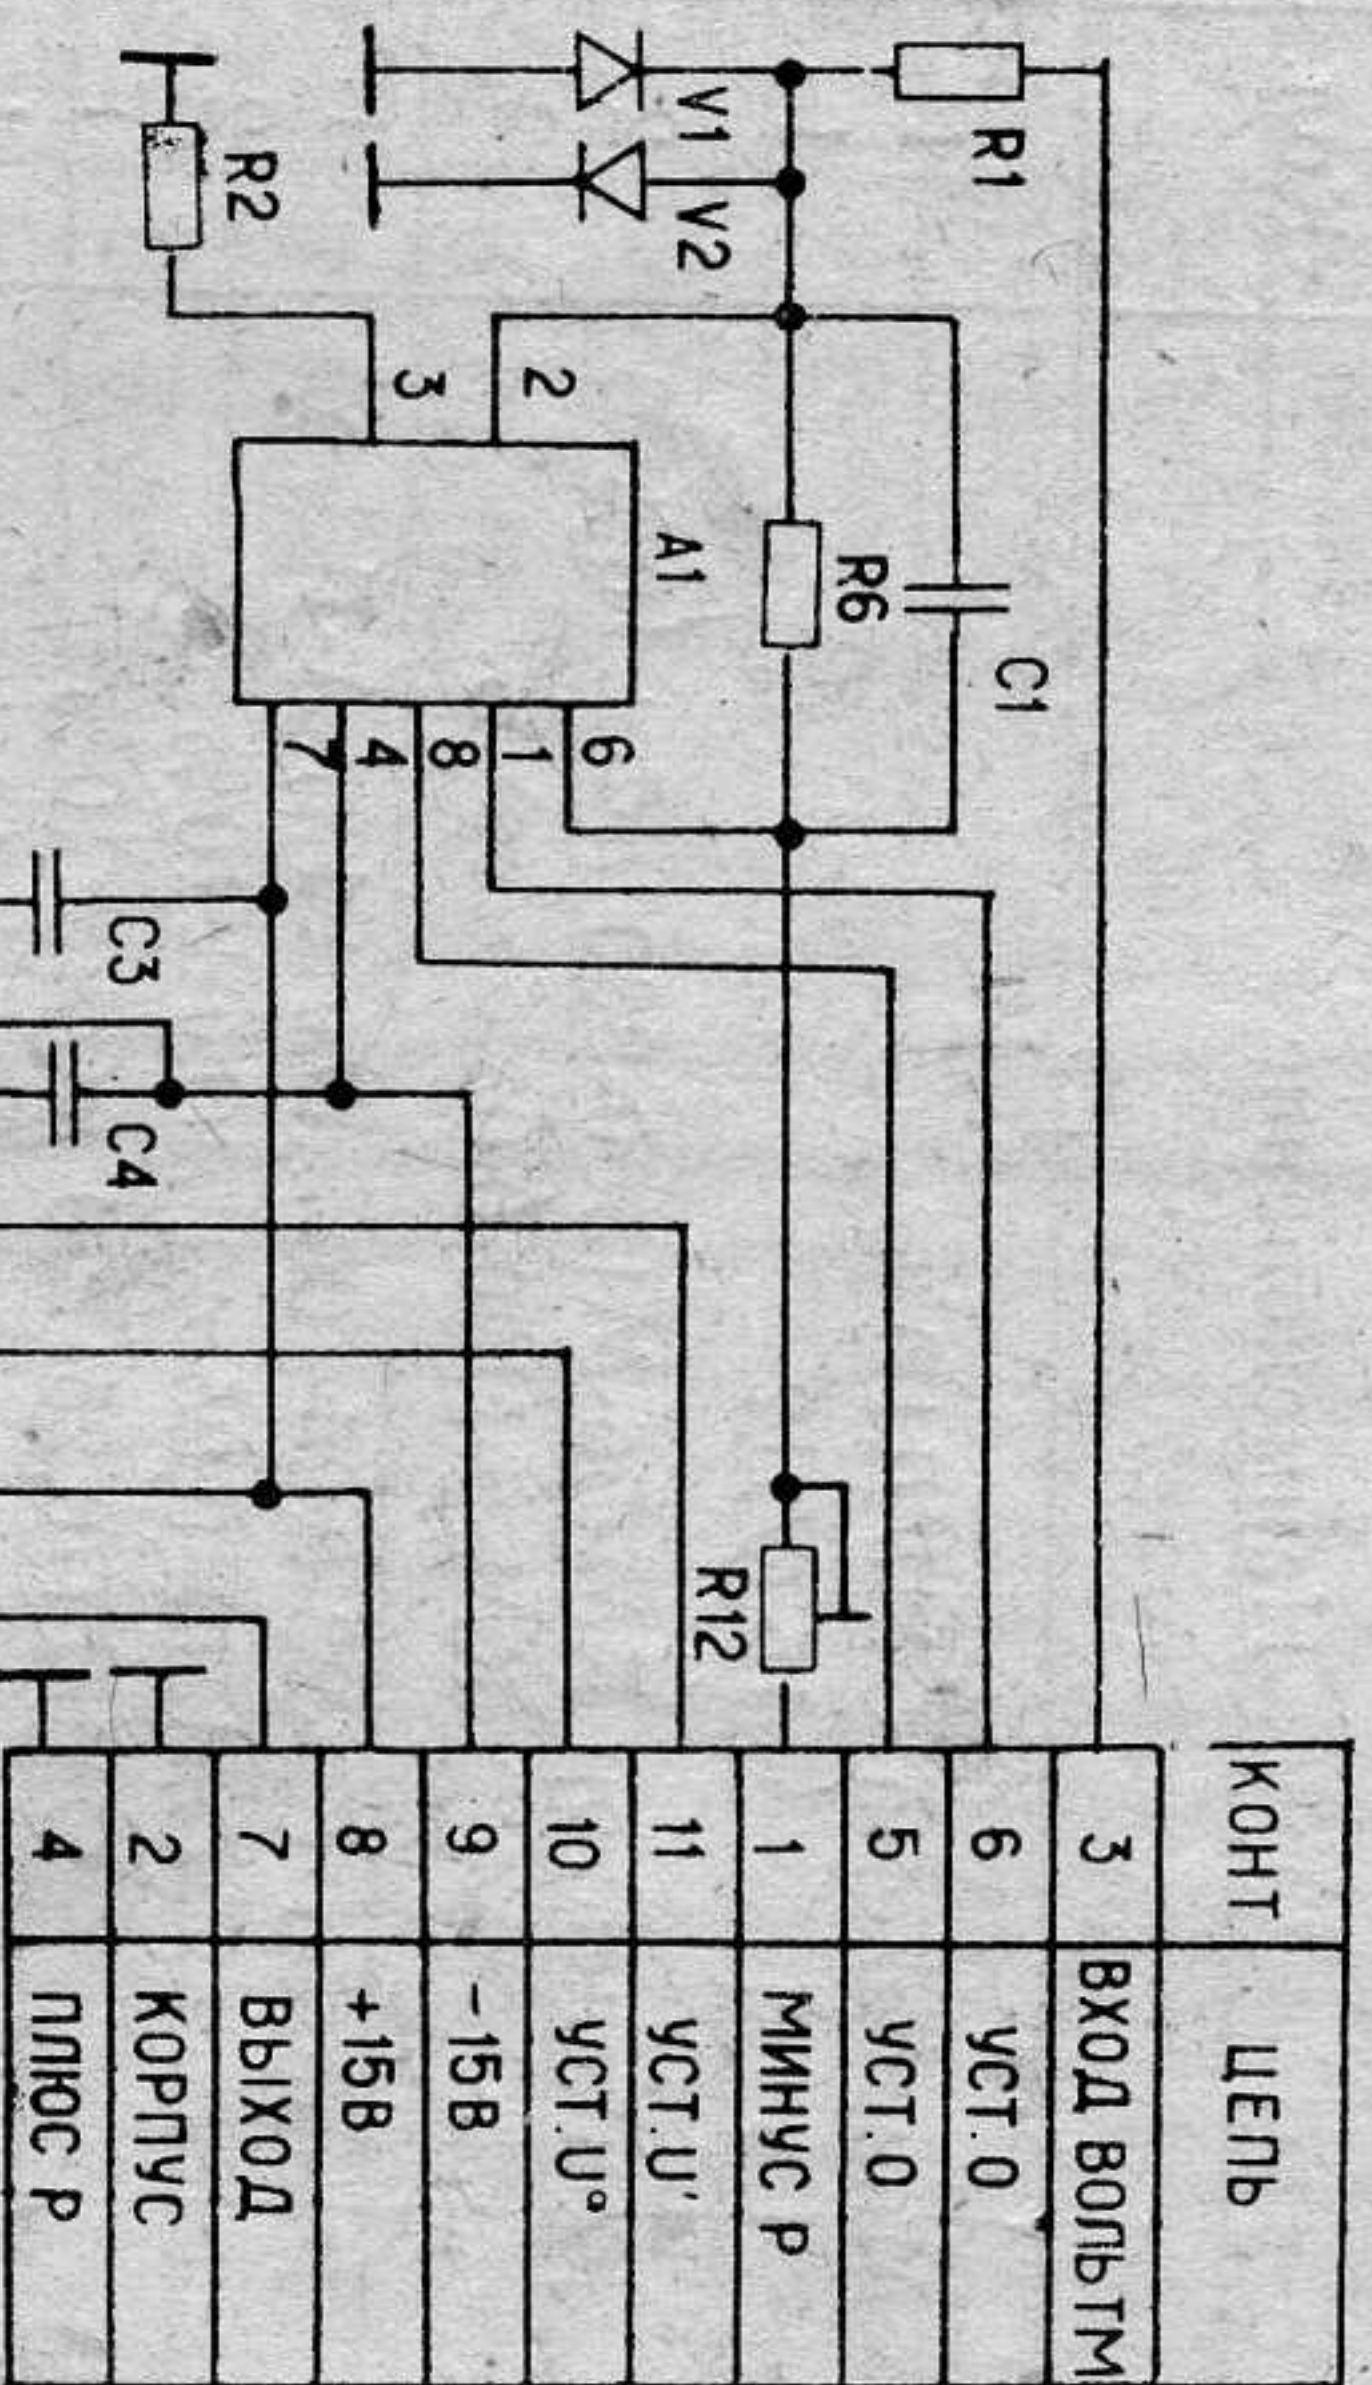 КОНТ ЦЕПЬ
3 ВХОД ВОЛЬТМ
6 УСТ.0
5 УСТ.0
1 МИНУС Р
11 УСТ.U'
10 УСТ.U°
9 -15В
8 +15В
7 ВЫХОД
2 КОРПУС
4 ПЛЮС Р
R1
C1
R6
R12
V1
V2
A1
2
3
6
1
8
4
7
R2
C3
C4